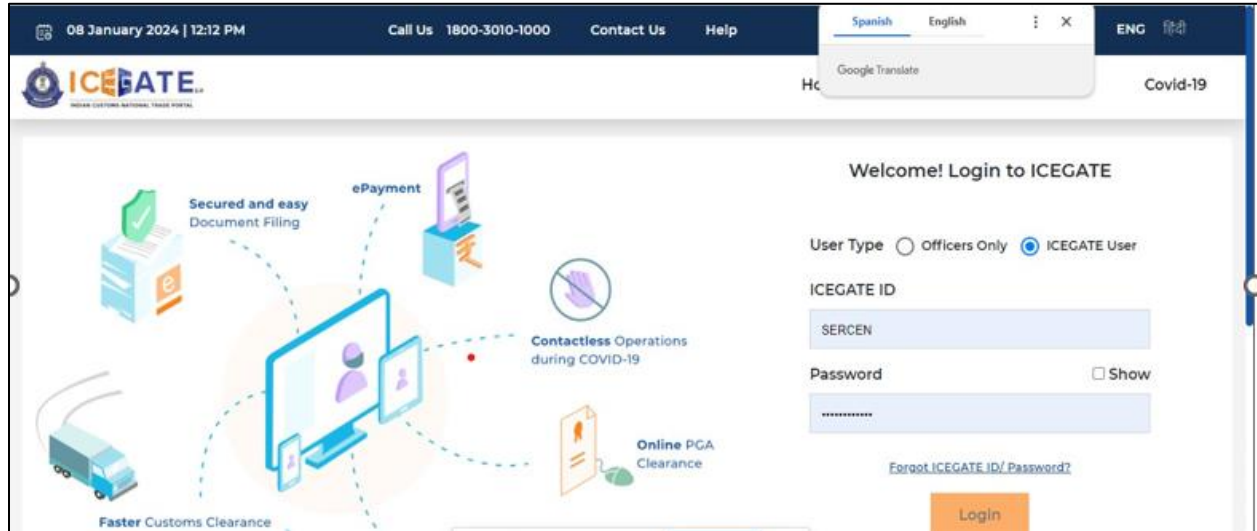 08 January 2024 | 12:12 PM Call Us 1800-3010-1000 Contact Us Help Spanish English ENG हिंदी
Google Translate
ICEGATE
INDIAN CUSTOMS NATIONAL TRADE PORTAL
Ho Covid-19
Welcome! Login to ICEGATE
ePayment
Secured and easy
Document Filing
User Type Officers Only ICEGATE User
ICEGATE ID
SERCEN
Contactless Operations
during COVID-19
Password Show
••••••••••••
Online PGA
Clearance
Forgot ICEGATE ID/ Password?
Login
Faster Customs Clearance